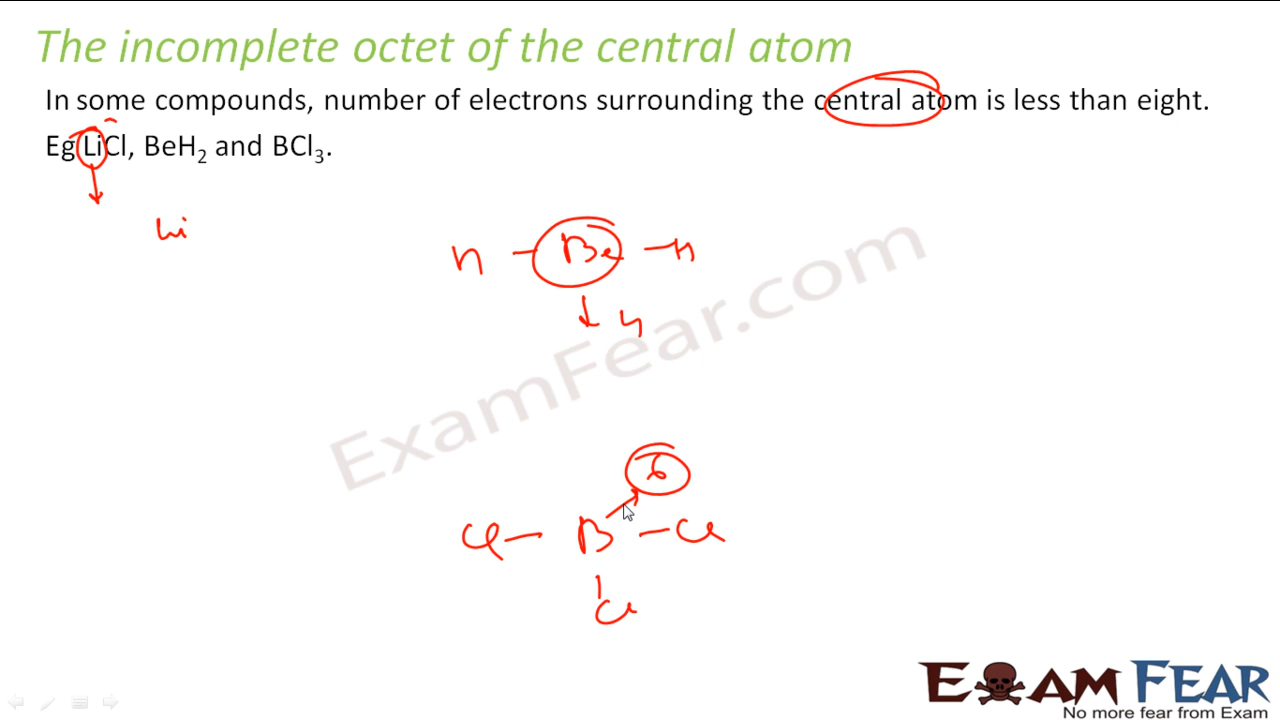 The incomplete octet of the central atom
In some compounds, number of electrons surrounding the central atom is less than eight.
Eg LiCl, BeH₂ and BCl₃.
Li
H - Be - H
4
ExamFear.com
6
Cl - B - Cl
Cl
EXAM FEAR
No more fear from Exam